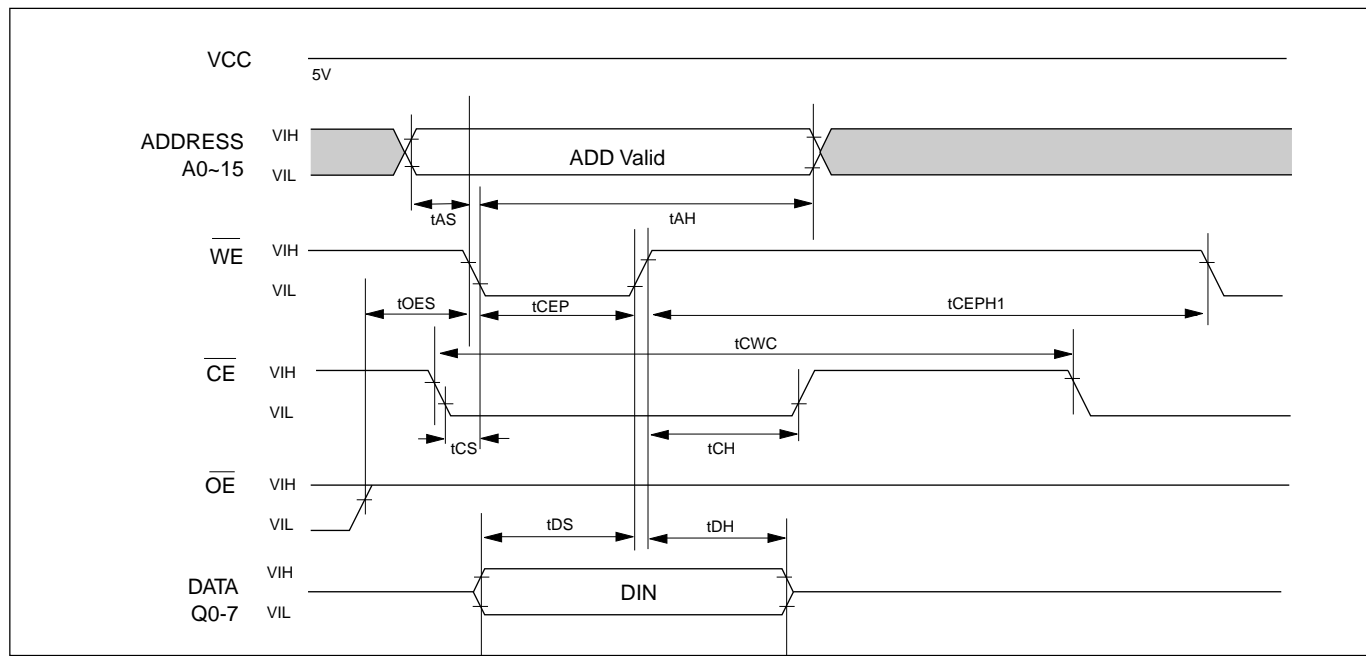 VCC
5V
ADDRESS
A0~15
VIH
VIL
ADD Valid
tAS
tAH
WE
VIH
VIL
tOES
tCEP
tCEPH1
tCWC
CE
VIH
VIL
tCS
tCH
OE
VIH
VIL
tDS
tDH
DATA
Q0-7
VIH
VIL
DIN